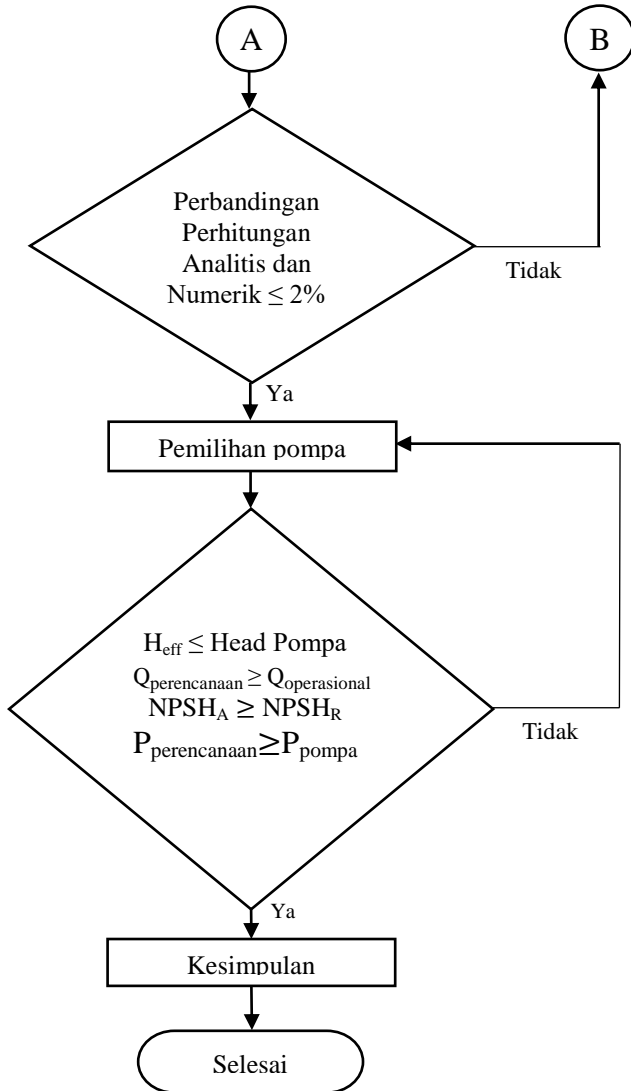 A
B
Perbandingan
Perhitungan
Analitis dan
Numerik ≤ 2%
Tidak
Ya
Pemilihan pompa
H_eff ≤ Head Pompa
Q_perencanaan ≥ Q_operasional
NPSH_A ≥ NPSH_R
P_perencanaan≥P_pompa
Tidak
Ya
Kesimpulan
Selesai